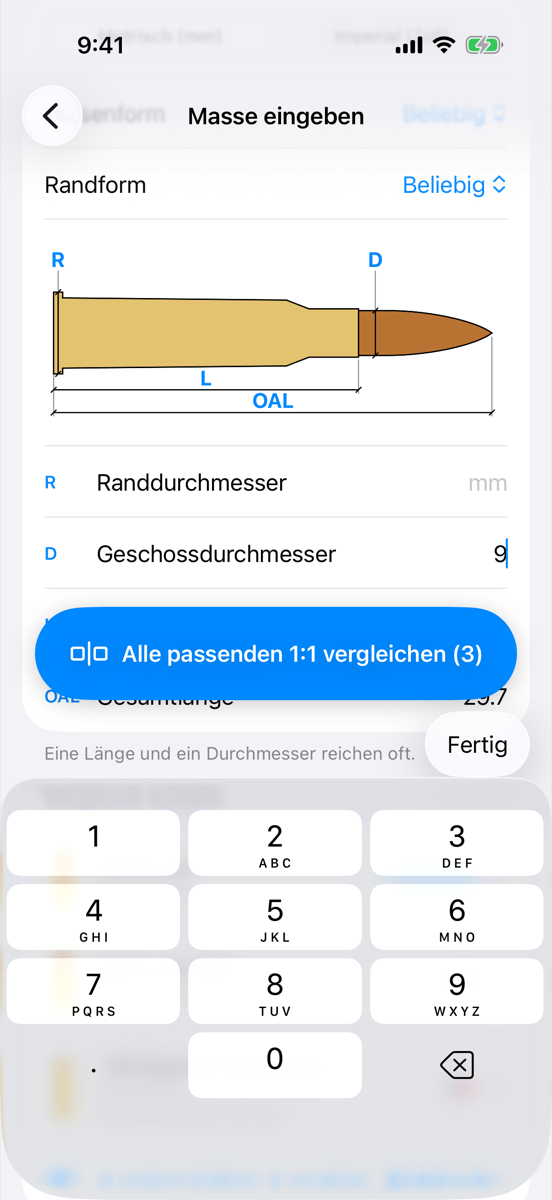 9:41
Masse eingeben
Beliebig
Randform
Beliebig
R
D
L
OAL
R
Randdurchmesser
mm
D
Geschossdurchmesser
9
Alle passenden 1:1 vergleichen (3)
OAL
Gesamtlänge
29.7
Eine Länge und ein Durchmesser reichen oft.
Fertig
1
2
ABC
3
DEF
4
GHI
5
JKL
6
MNO
7
PQRS
8
TUV
9
WXYZ
.
0